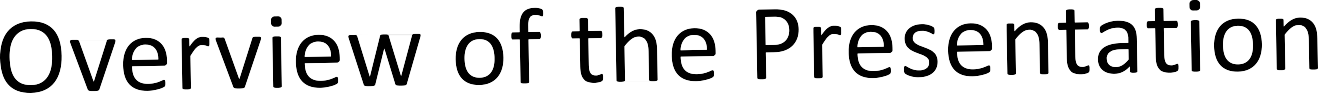 Overview of the Presentation